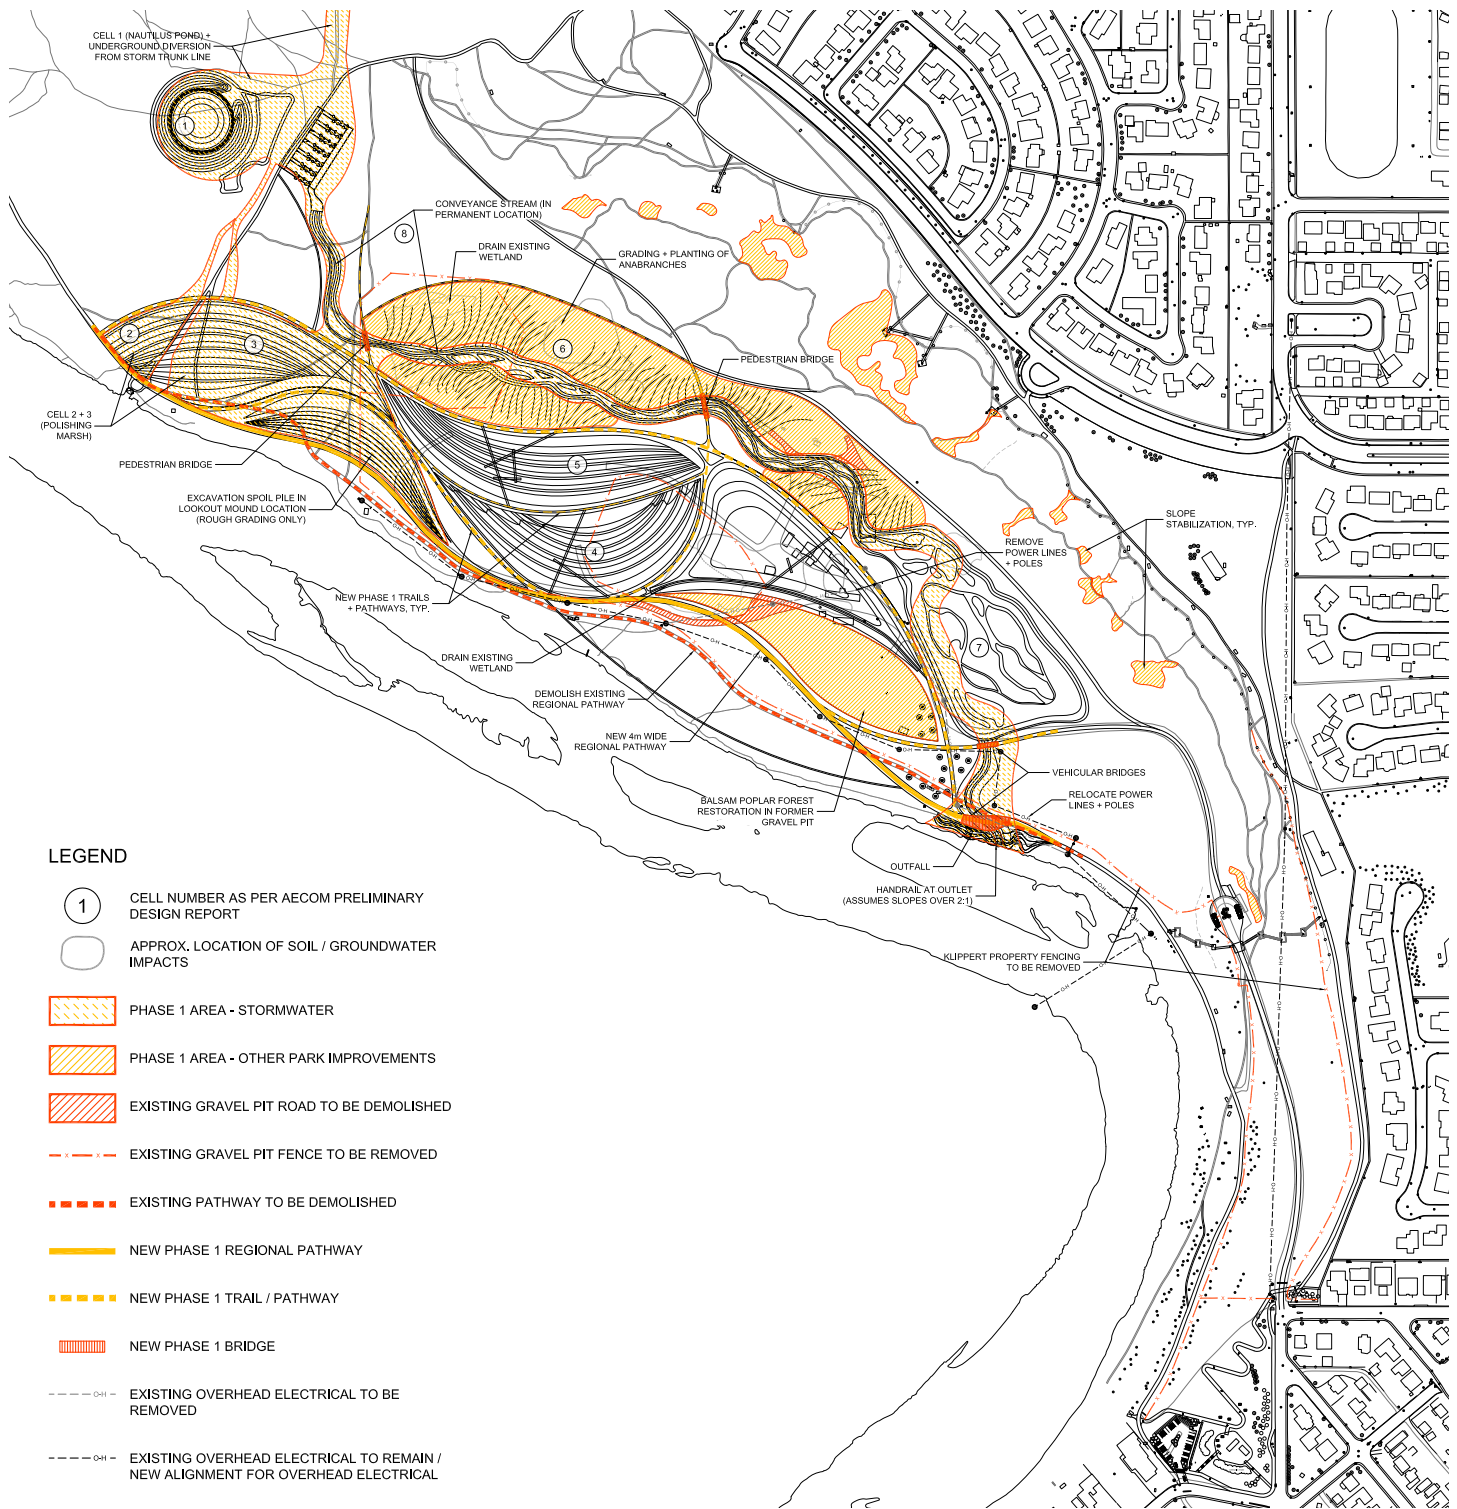 CELL 1 (NAUTILUS POND) +
UNDERGROUND DIVERSION
FROM STORM TRUNK LINE
1
CONVEYANCE STREAM (IN
PERMANENT LOCATION)
8
DRAIN EXISTING
WETLAND
GRADING + PLANTING OF
ANABRANCHES
2
3
6
PEDESTRIAN BRIDGE
CELL 2 + 3
(POLISHING
MARSH)
PEDESTRIAN BRIDGE
5
EXCAVATION SPOIL PILE IN
LOOKOUT MOUND LOCATION
(ROUGH GRADING ONLY)
SLOPE
STABILIZATION, TYP.
REMOVE
POWER LINES
+ POLES
4
NEW PHASE 1 TRAILS
+ PATHWAYS, TYP.
7
DRAIN EXISTING
WETLAND
DEMOLISH EXISTING
REGIONAL PATHWAY
NEW 4m WIDE
REGIONAL PATHWAY
VEHICULAR BRIDGES
BALSAM POPLAR FOREST
RESTORATION IN FORMER
GRAVEL PIT
RELOCATE POWER
LINES + POLES
OUTFALL
HANDRAIL AT OUTLET
(ASSUMES SLOPES OVER 2:1)
KLIPPERT PROPERTY FENCING
TO BE REMOVED
LEGEND
1
CELL NUMBER AS PER AECOM PRELIMINARY
DESIGN REPORT
APPROX. LOCATION OF SOIL / GROUNDWATER
IMPACTS
PHASE 1 AREA - STORMWATER
PHASE 1 AREA - OTHER PARK IMPROVEMENTS
EXISTING GRAVEL PIT ROAD TO BE DEMOLISHED
EXISTING GRAVEL PIT FENCE TO BE REMOVED
EXISTING PATHWAY TO BE DEMOLISHED
NEW PHASE 1 REGIONAL PATHWAY
NEW PHASE 1 TRAIL / PATHWAY
NEW PHASE 1 BRIDGE
O-H
EXISTING OVERHEAD ELECTRICAL TO BE
REMOVED
O-H
EXISTING OVERHEAD ELECTRICAL TO REMAIN /
NEW ALIGNMENT FOR OVERHEAD ELECTRICAL